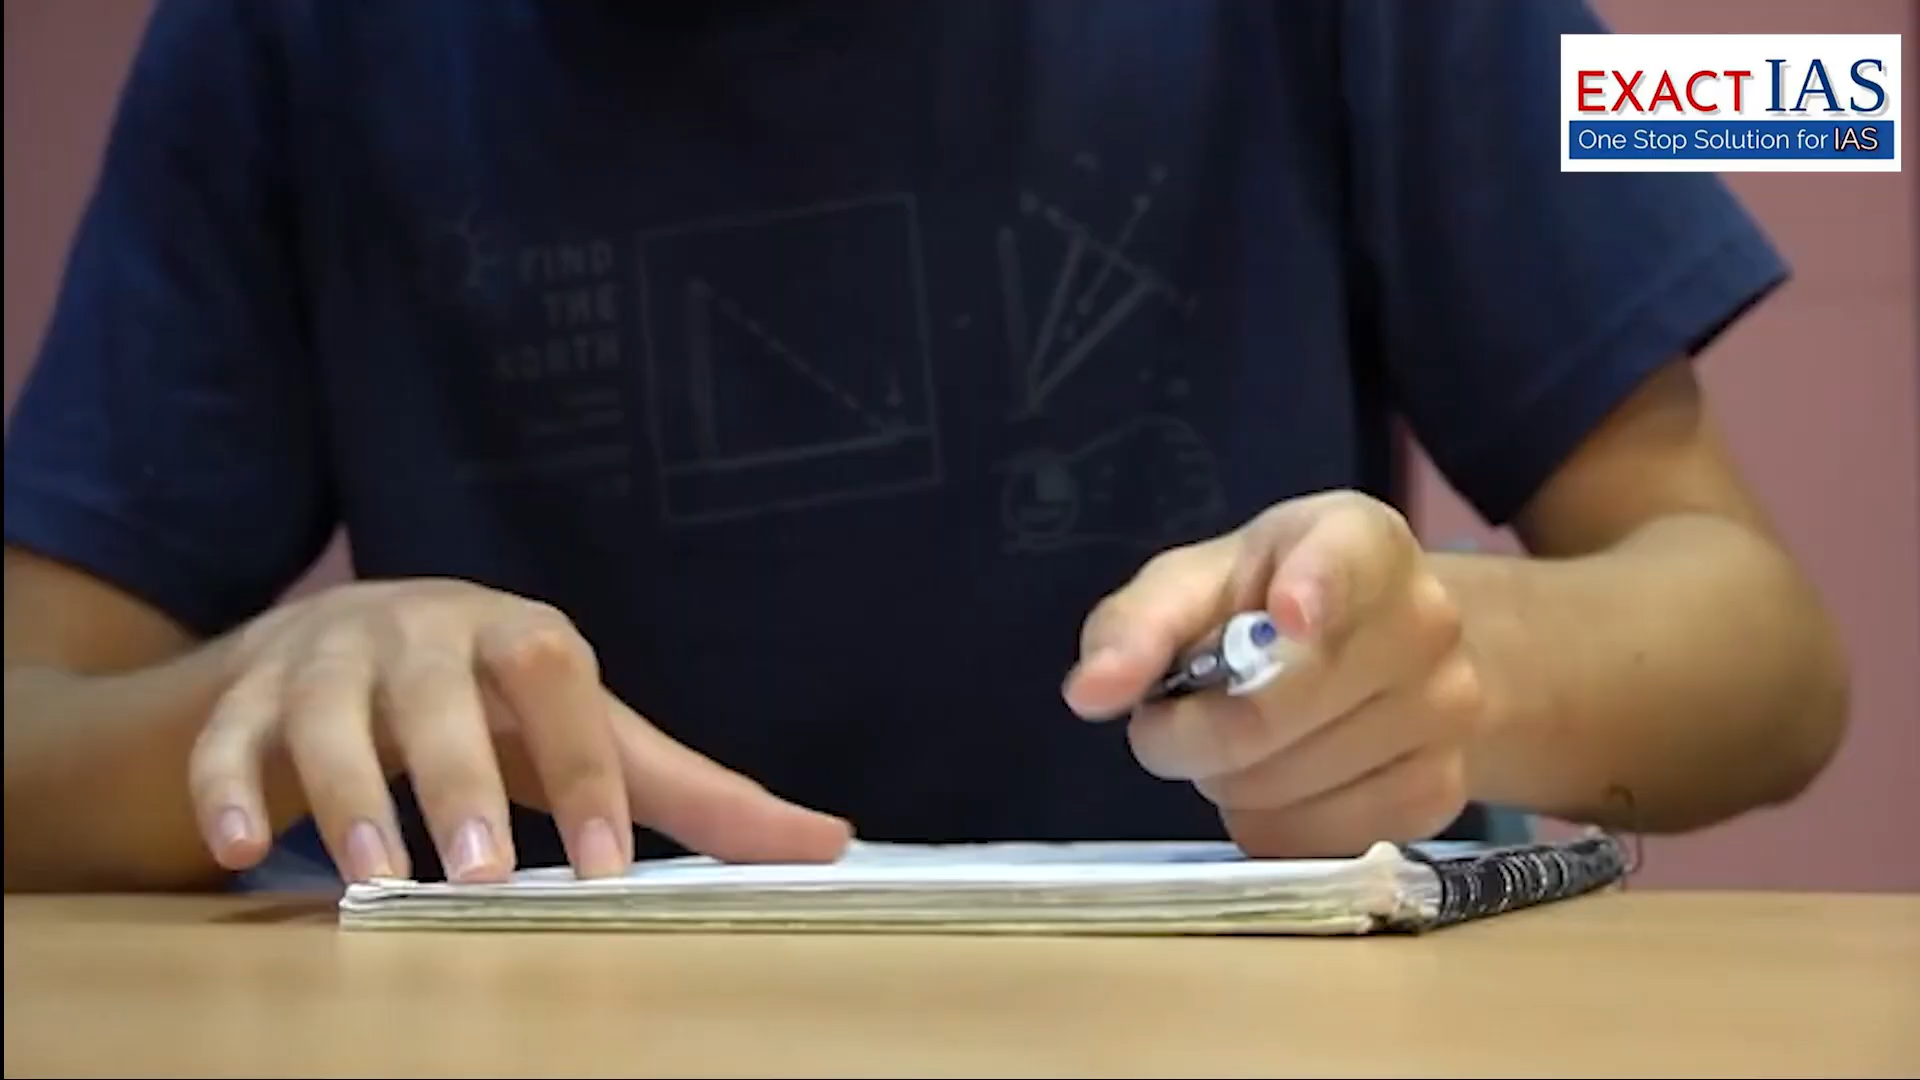 EXACT IAS
One Stop Solution for IAS
FIND
THE
NORTH